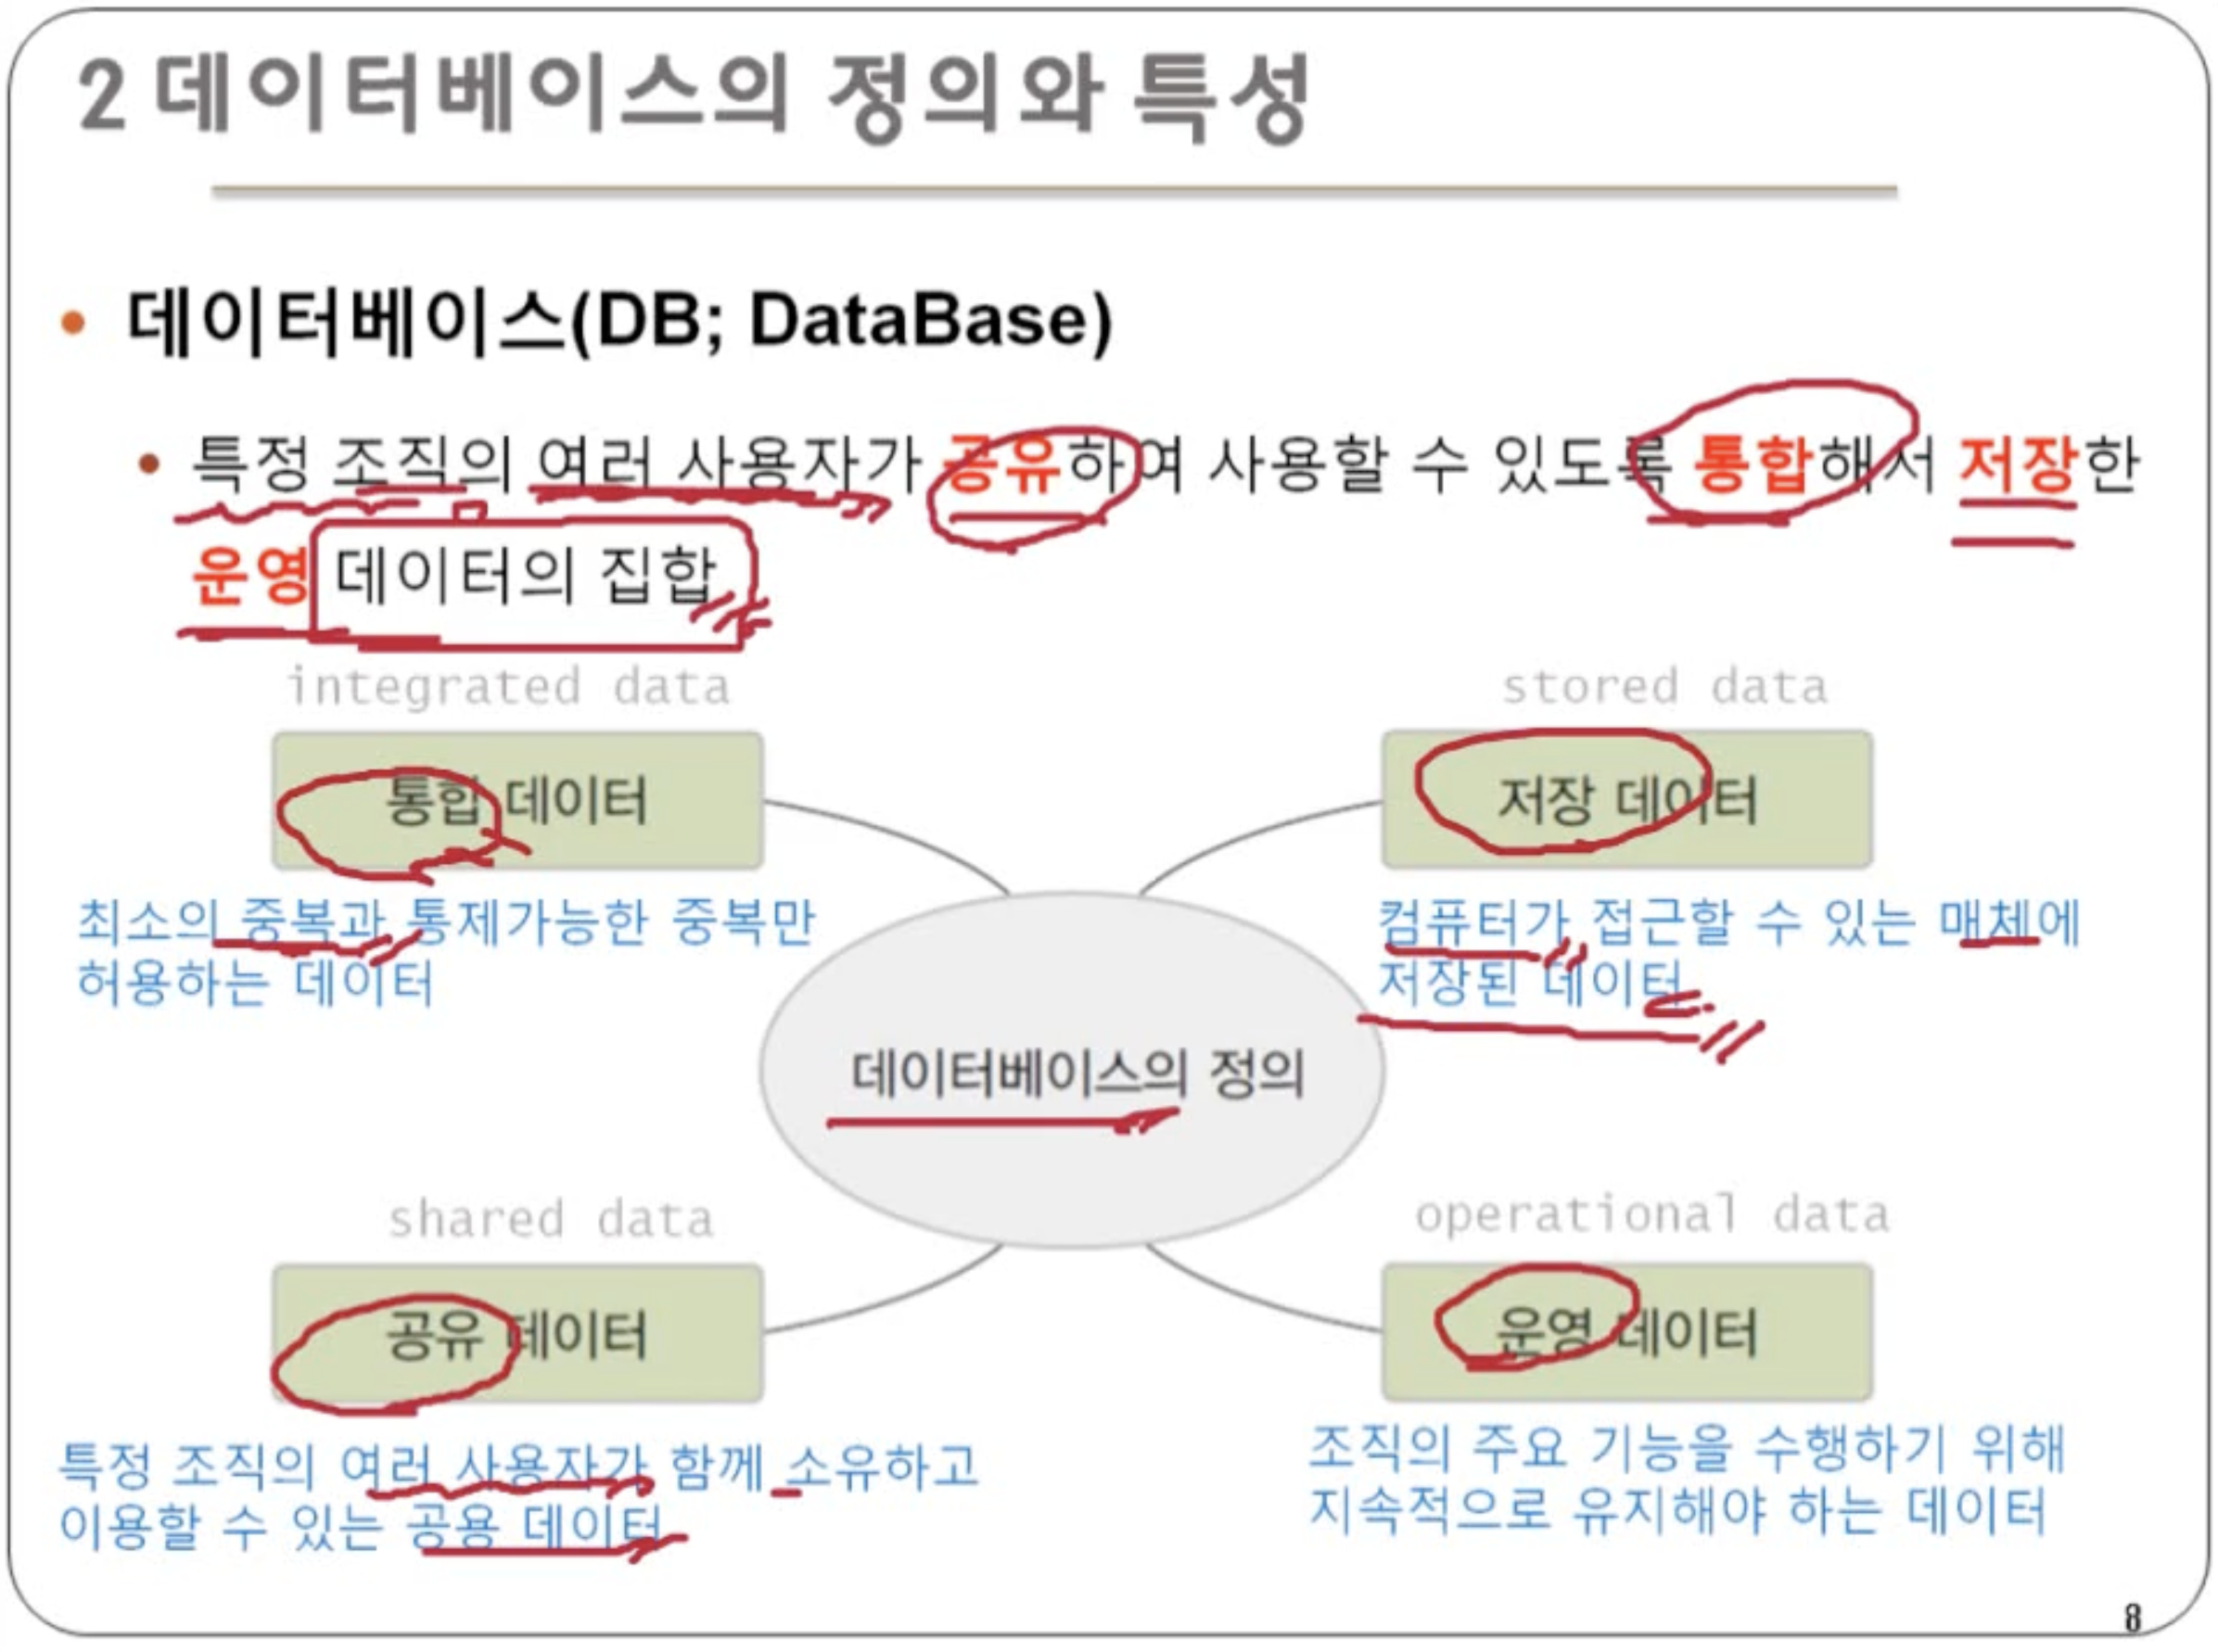 2 데이터베이스의 정의와 특성
• 데이터베이스(DB; DataBase)
• 특정 조직의 여러 사용자가 공유하여 사용할 수 있도록 통합해서 저장한
운영 데이터의 집합
integrated data
통합 데이터
최소의 중복과 통제가능한 중복만
허용하는 데이터
stored data
저장 데이터
컴퓨터가 접근할 수 있는 매체에
저장된 데이터
데이터베이스의 정의
shared data
공유 데이터
특정 조직의 여러 사용자가 함께 소유하고
이용할 수 있는 공용 데이터
operational data
운영 데이터
조직의 주요 기능을 수행하기 위해
지속적으로 유지해야 하는 데이터
8